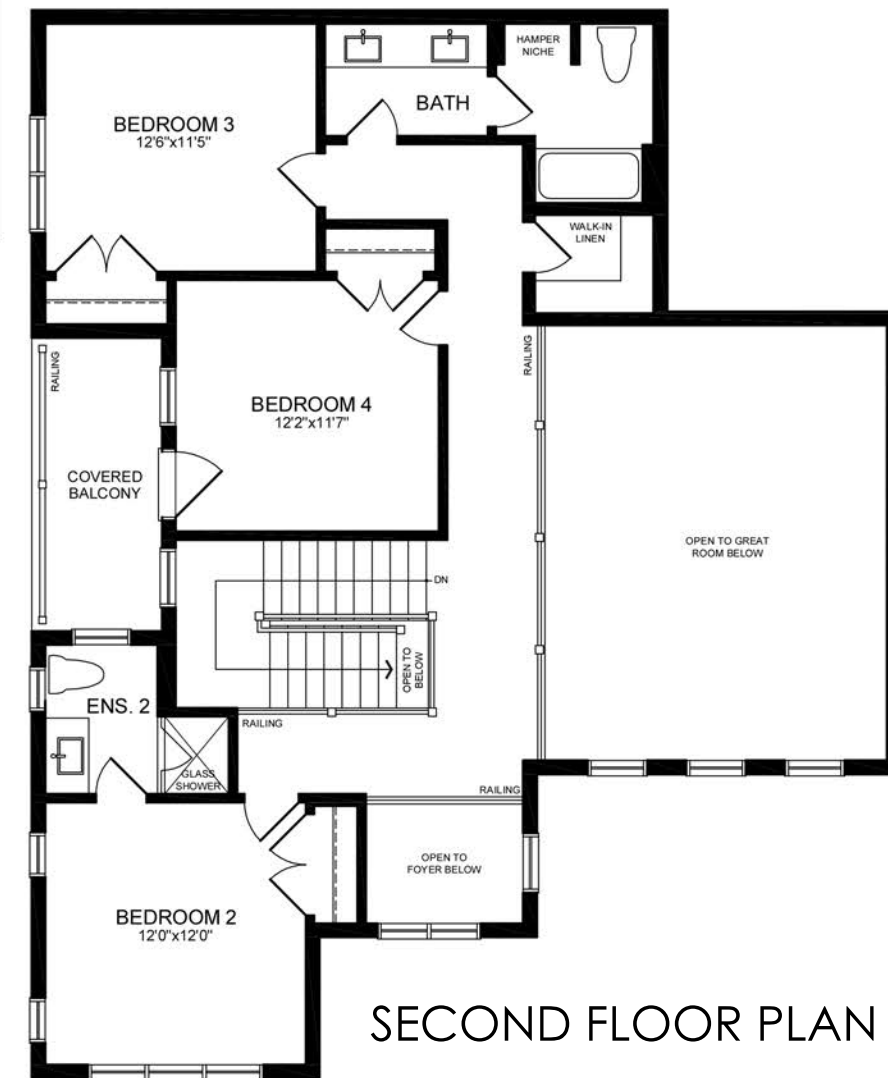 HAMPER
NICHE
BATH
BEDROOM 3
12'6"x11'5"
WALK-IN
LINEN
RAILING
RAILING
BEDROOM 4
12'2"x11'7"
COVERED
BALCONY
OPEN TO GREAT
ROOM BELOW
DN
OPEN TO
BELOW
ENS. 2
RAILING
GLASS
SHOWER
RAILING
OPEN TO
FOYER BELOW
BEDROOM 2
12'0"x12'0"
SECOND FLOOR PLAN